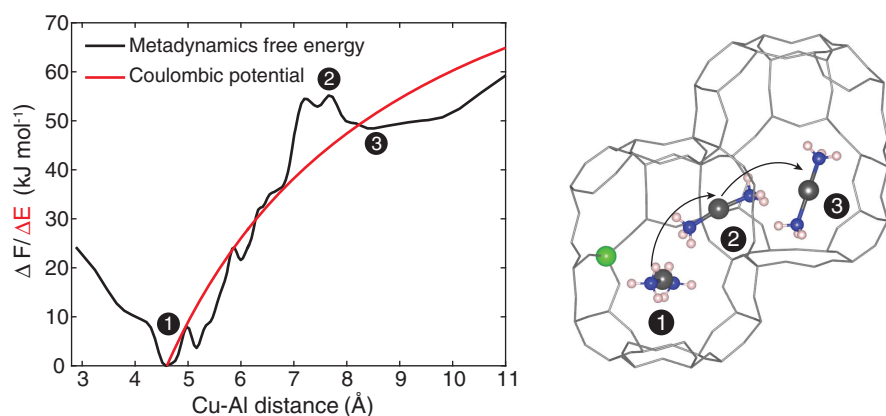 70
60
50
40
30
20
10
0
Δ F/ΔE (kJ mol⁻¹)
Metadynamics free energy
Coulombic potential
1
2
3
3 4 5 6 7 8 9 10 11
Cu-Al distance (Å)
1
2
3